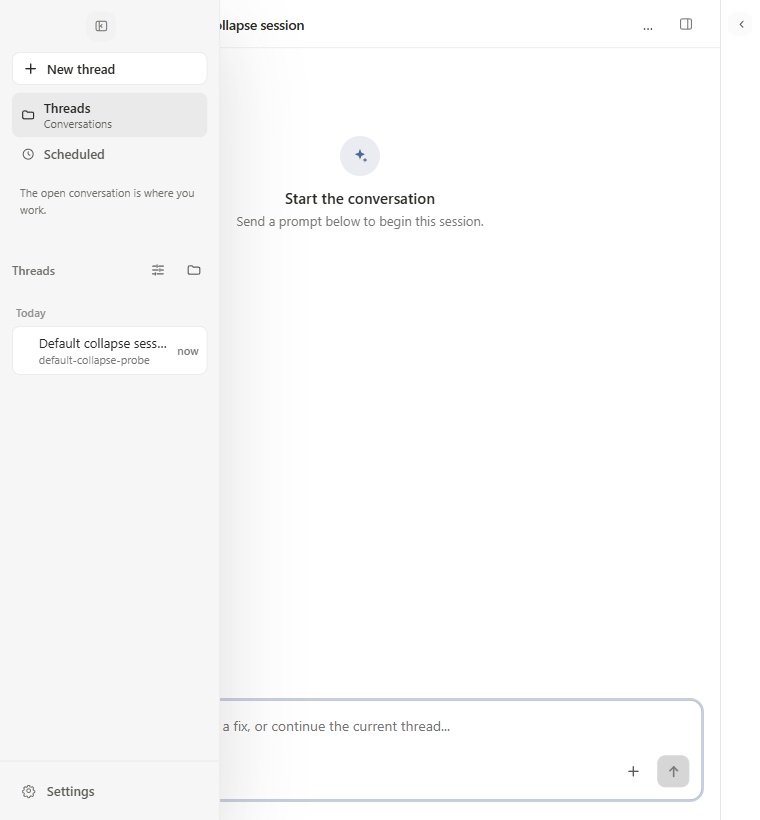 New thread
Threads
Conversations
Scheduled
The open conversation is where you
work.
Threads
Today
Default collapse sess...
default-collapse-probe
now
Settings
ollapse session
...
Start the conversation
Send a prompt below to begin this session.
a fix, or continue the current thread...